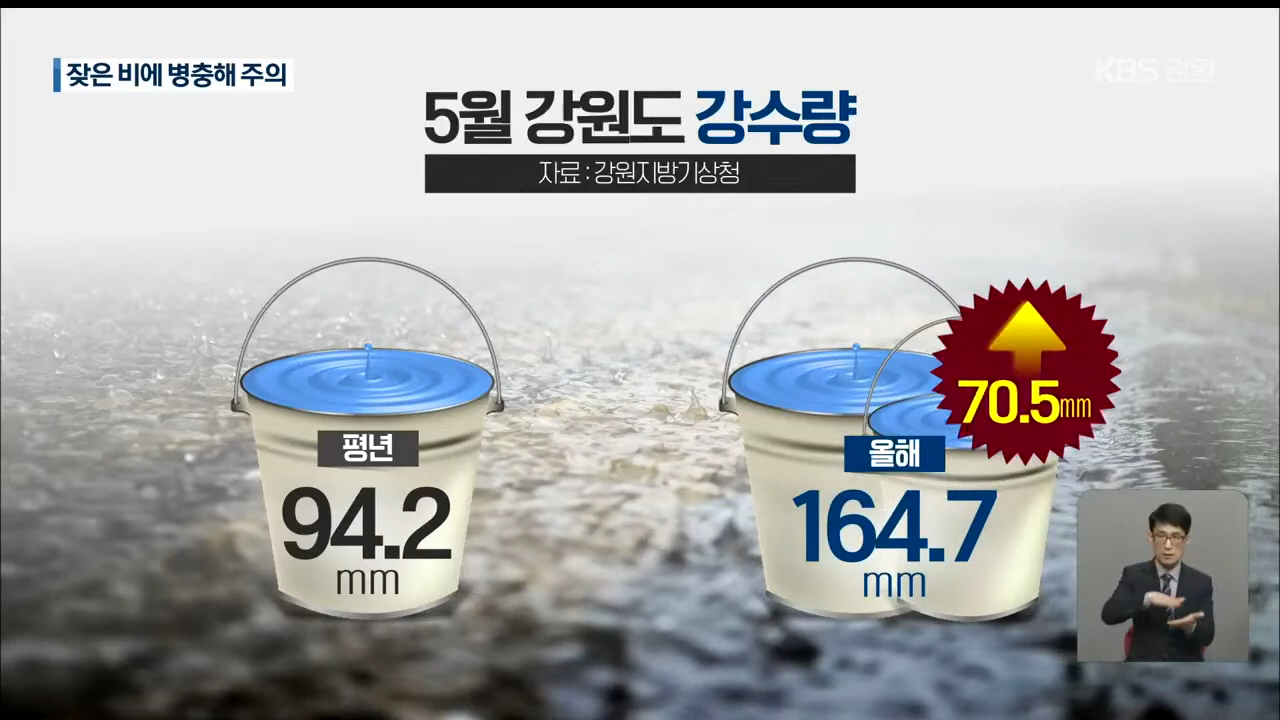 잦은 비에 병충해 주의
KBS 강원
5월 강원도 강수량
자료 : 강원지방기상청
평년
94.2
mm
올해
164.7
mm
70.5mm